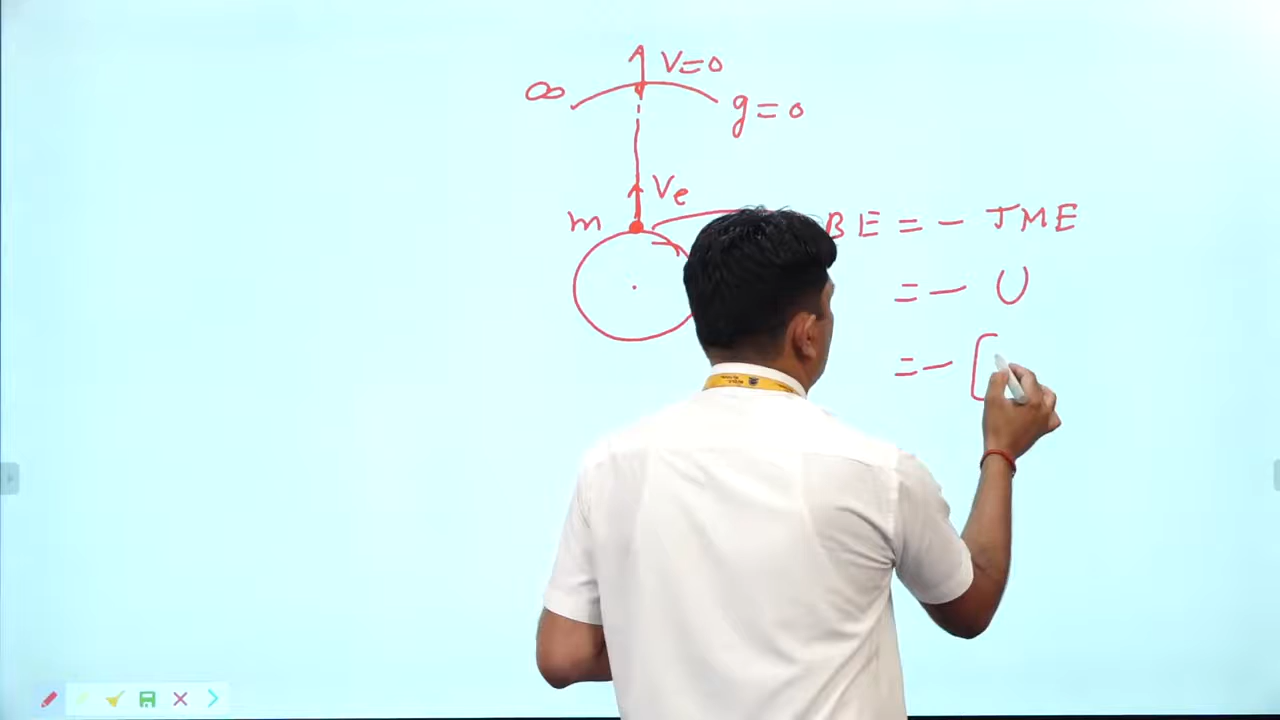 V=0
∞
g=0
Ve
m
BE = - TME
= - U
= - [